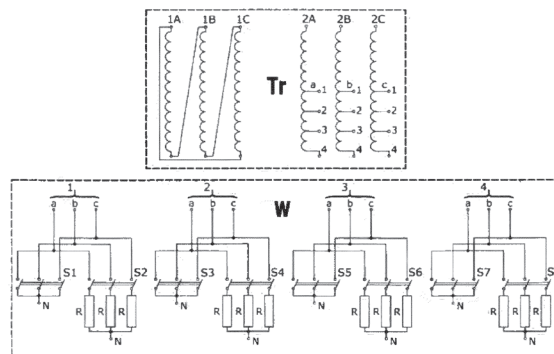 1A 1B 1C 2A 2B 2C
Tr
a 1 b 1 c 1
2 2 2
3 3 3
4 4 4
1 2 3 4
W
a b c a b c a b c a b c
S1 S2 S3 S4 S5 S6 S7 S
R R R R R R R R R R R R
N N N N N N N N